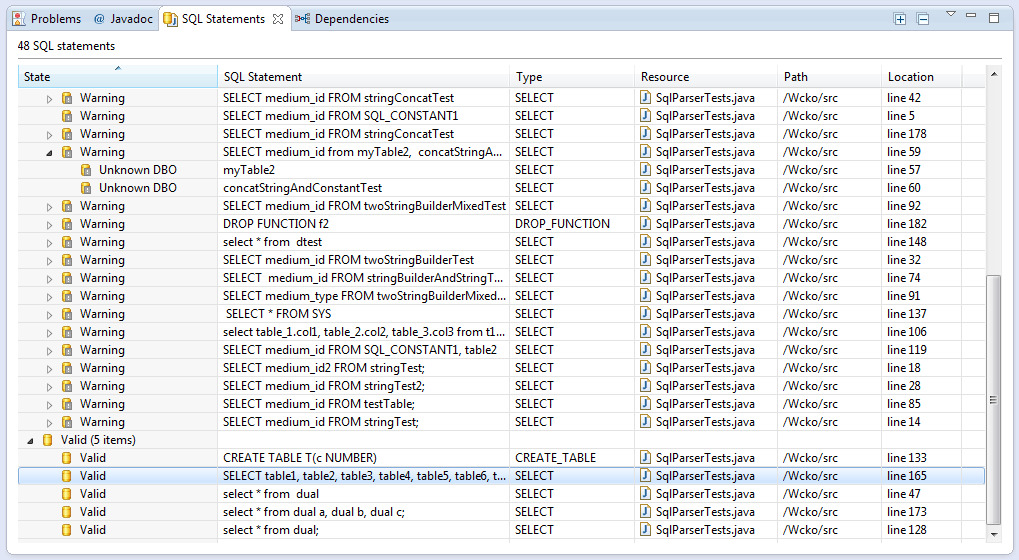 Problems @ Javadoc SQL Statements Dependencies
48 SQL statements
State SQL Statement Type Resource Path Location
Warning SELECT medium_id FROM stringConcatTest SELECT SqlParserTests.java /Wcko/src line 42
Warning SELECT medium_id FROM SQL_CONSTANT1 SELECT SqlParserTests.java /Wcko/src line 5
Warning SELECT medium_id FROM stringConcatTest SELECT SqlParserTests.java /Wcko/src line 178
Warning SELECT medium_id from myTable2,  concatStringA... SELECT SqlParserTests.java /Wcko/src line 59
Unknown DBO myTable2 SELECT SqlParserTests.java /Wcko/src line 57
Unknown DBO concatStringAndConstantTest SELECT SqlParserTests.java /Wcko/src line 60
Warning SELECT medium_id FROM twoStringBuilderMixedTest SELECT SqlParserTests.java /Wcko/src line 92
Warning DROP FUNCTION f2 DROP_FUNCTION SqlParserTests.java /Wcko/src line 182
Warning select * from  dtest SELECT SqlParserTests.java /Wcko/src line 148
Warning SELECT medium_id FROM twoStringBuilderTest SELECT SqlParserTests.java /Wcko/src line 32
Warning SELECT  medium_id FROM stringBuilderAndStringT... SELECT SqlParserTests.java /Wcko/src line 74
Warning SELECT medium_type FROM twoStringBuilderMixed... SELECT SqlParserTests.java /Wcko/src line 91
Warning SELECT * FROM SYS SELECT SqlParserTests.java /Wcko/src line 137
Warning select table_1.col1, table_2.col2, table_3.col3 from t1... SELECT SqlParserTests.java /Wcko/src line 106
Warning SELECT medium_id FROM SQL_CONSTANT1, table2 SELECT SqlParserTests.java /Wcko/src line 119
Warning SELECT medium_id2 FROM stringTest; SELECT SqlParserTests.java /Wcko/src line 18
Warning SELECT medium_id FROM stringTest2; SELECT SqlParserTests.java /Wcko/src line 28
Warning SELECT medium_id FROM testTable; SELECT SqlParserTests.java /Wcko/src line 85
Warning SELECT medium_id FROM stringTest; SELECT SqlParserTests.java /Wcko/src line 14
Valid (5 items)
Valid CREATE TABLE T(c NUMBER) CREATE_TABLE SqlParserTests.java /Wcko/src line 133
Valid SELECT table1, table2, table3, table4, table5, table6, t... SELECT SqlParserTests.java /Wcko/src line 165
Valid select * from  dual SELECT SqlParserTests.java /Wcko/src line 47
Valid select * from dual a, dual b, dual c; SELECT SqlParserTests.java /Wcko/src line 173
Valid select * from dual; SELECT SqlParserTests.java /Wcko/src line 128